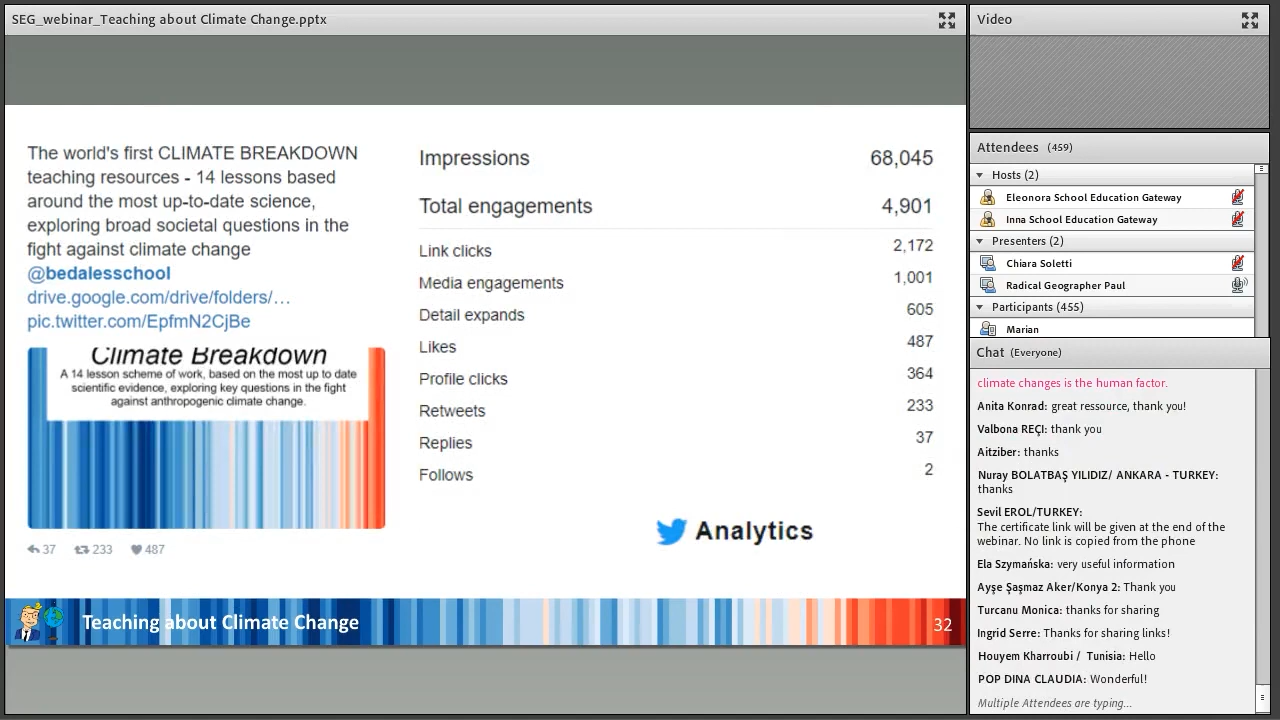 SEG_webinar_Teaching about Climate Change.pptx
The world's first CLIMATE BREAKDOWN
teaching resources - 14 lessons based
around the most up-to-date science,
exploring broad societal questions in the
fight against climate change
@bedalesschool
drive.google.com/drive/folders/…
pic.twitter.com/EpfmN2CjBe
Climate Breakdown
A 14 lesson scheme of work, based on the most up to date
scientific evidence, exploring key questions in the fight
against anthropogenic climate change.
37 233 487
Impressions 68,045
Total engagements 4,901
Link clicks 2,172
Media engagements 1,001
Detail expands 605
Likes 487
Profile clicks 364
Retweets 233
Replies 37
Follows 2
Analytics
Teaching about Climate Change 32
Video
Attendees (459)
Hosts (2)
Eleonora School Education Gateway
Inna School Education Gateway
Presenters (2)
Chiara Soletti
Radical Geographer Paul
Participants (455)
Marian
Chat (Everyone)
climate changes is the human factor.
Anita Konrad: great ressource, thank you!
Valbona REÇI: thank you
Aitziber: thanks
Nuray BOLATBAŞ YILIDIZ/ ANKARA - TURKEY:
thanks
Sevil EROL/TURKEY:
The certificate link will be given at the end of the
webinar. No link is copied from the phone
Ela Szymańska: very useful information
Ayşe Şaşmaz Aker/Konya 2: Thank you
Turcanu Monica: thanks for sharing
Ingrid Serre: Thanks for sharing links!
Houyem Kharroubi / Tunisia: Hello
POP DINA CLAUDIA: Wonderful!
Multiple Attendees are typing...